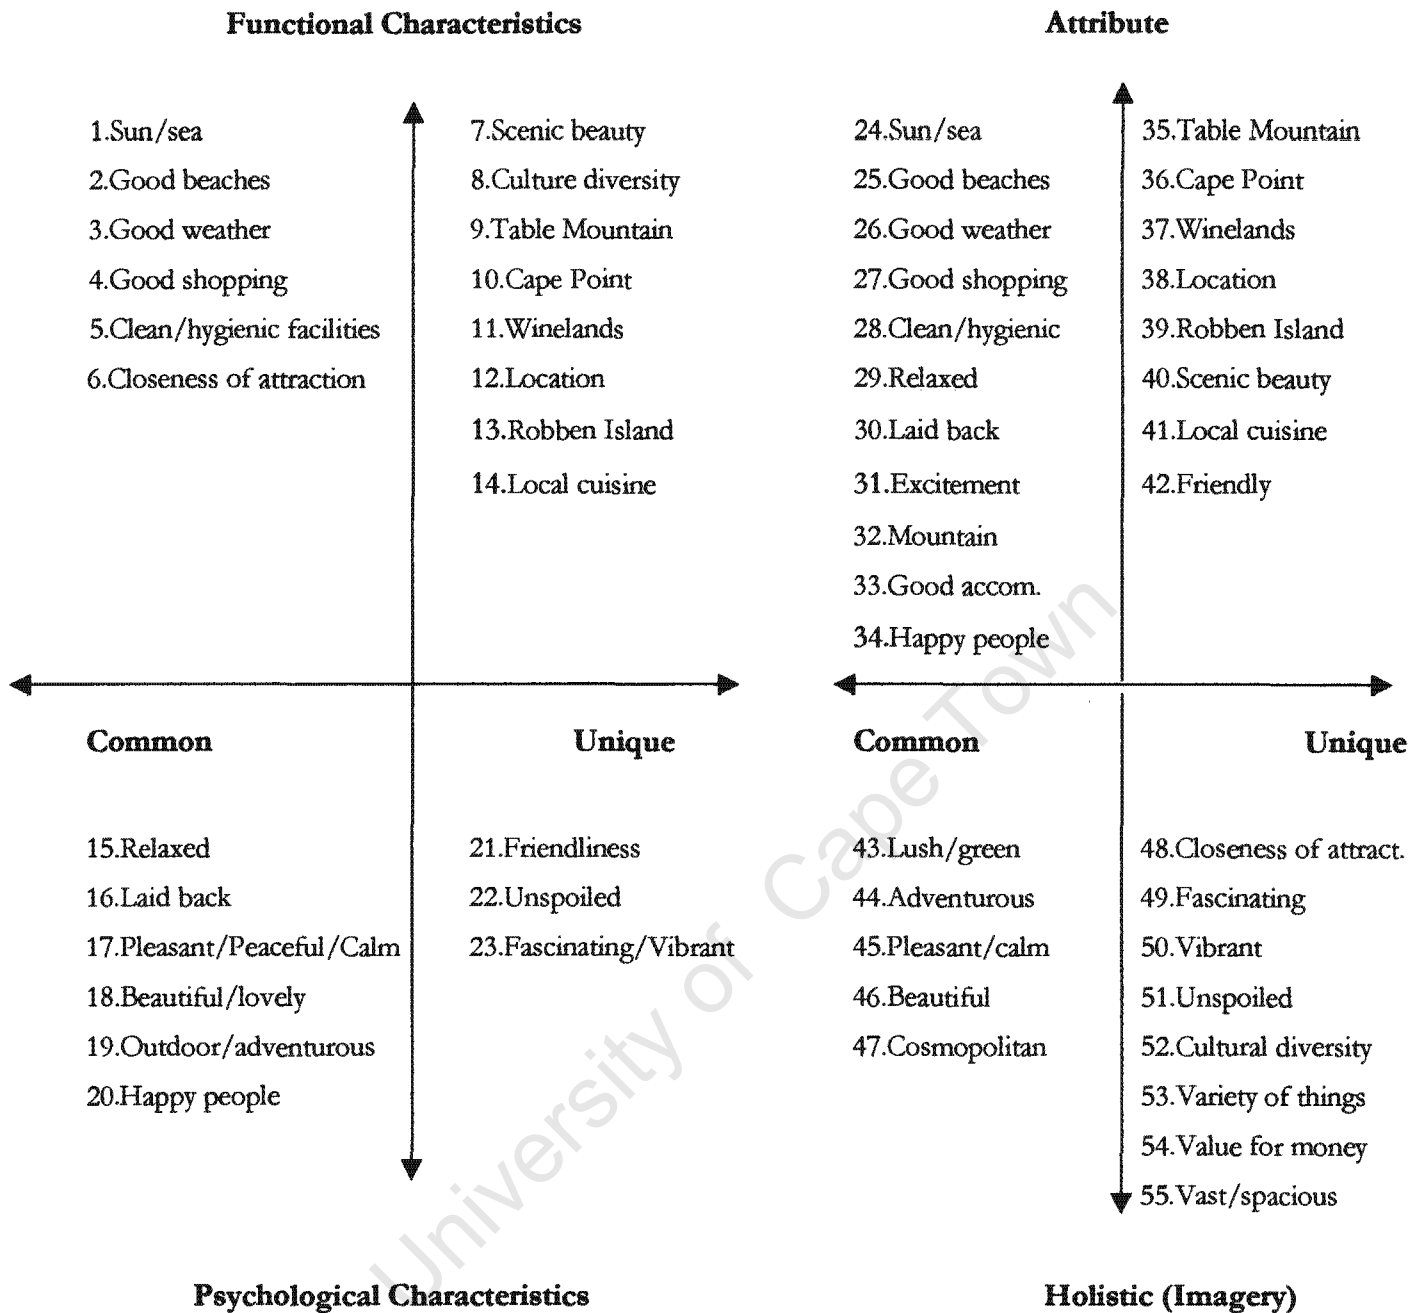 Functional Characteristics
1.Sun/sea
2.Good beaches
3.Good weather
4.Good shopping
5.Clean/hygienic facilities
6.Closeness of attraction
7.Scenic beauty
8.Culture diversity
9.Table Mountain
10.Cape Point
11.Winelands
12.Location
13.Robben Island
14.Local cuisine
Common
Unique
15.Relaxed
16.Laid back
17.Pleasant/Peaceful/Calm
18.Beautiful/lovely
19.Outdoor/adventurous
20.Happy people
21.Friendliness
22.Unspoiled
23.Fascinating/Vibrant
Psychological Characteristics
Attribute
24.Sun/sea
25.Good beaches
26.Good weather
27.Good shopping
28.Clean/hygienic
29.Relaxed
30.Laid back
31.Excitement
32.Mountain
33.Good accom.
34.Happy people
35.Table Mountain
36.Cape Point
37.Winelands
38.Location
39.Robben Island
40.Scenic beauty
41.Local cuisine
42.Friendly
Common
Unique
43.Lush/green
44.Adventurous
45.Pleasant/calm
46.Beautiful
47.Cosmopolitan
48.Closeness of attract.
49.Fascinating
50.Vibrant
51.Unspoiled
52.Cultural diversity
53.Variety of things
54.Value for money
55.Vast/spacious
Holistic (Imagery)
University of Cape Town